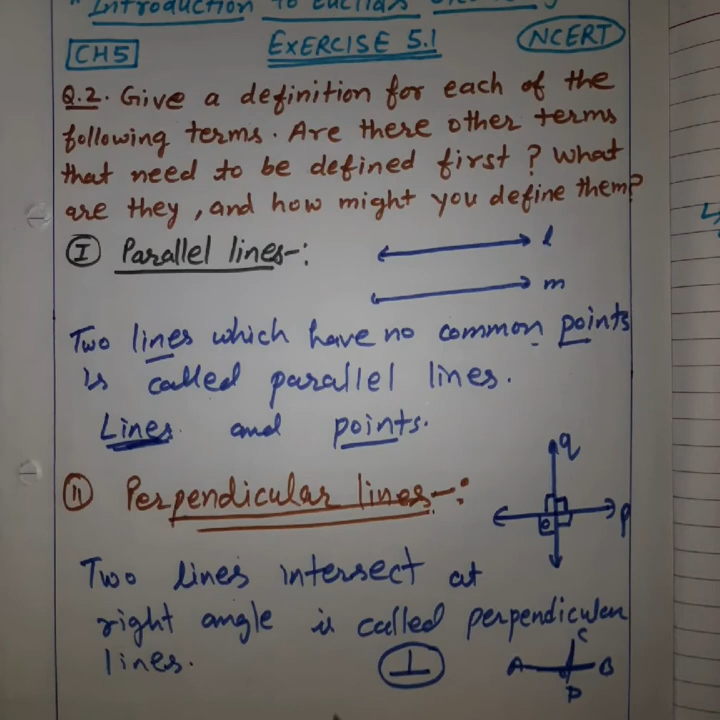 "Introduction to Euclid's
CH5
EXERCISE 5.1
NCERT
Q.2. Give a definition for each of the
following terms. Are there other terms
that need to be defined first? What
are they, and how might you define them?
I Parallel lines-:
l
m
Two lines which have no common points
is called parallel lines.
Lines and points.
II Perpendicular lines-:
q
p
Two lines intersect at
right angle is called perpendicular
lines.
⊥
C
A B
D